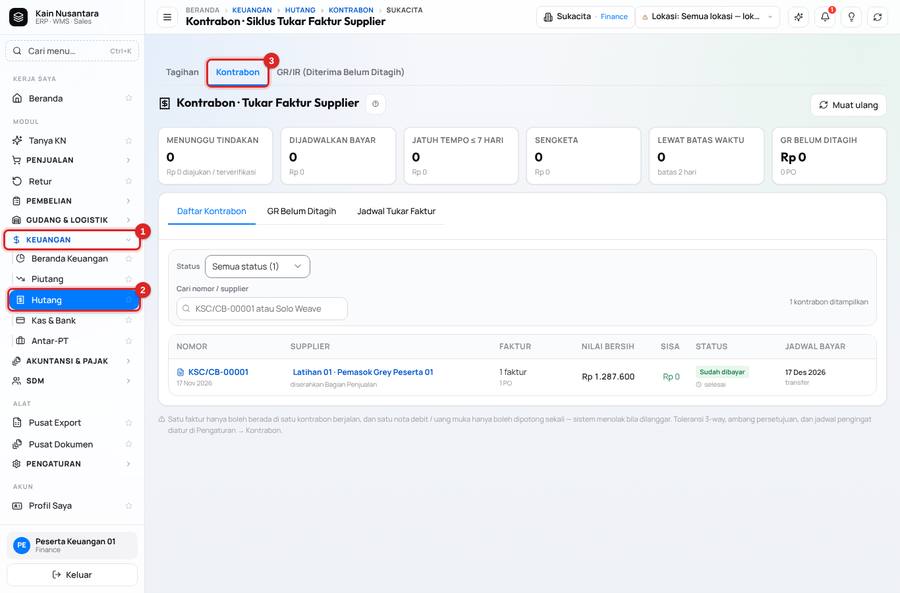 Kain Nusantara
ERP · WMS · Sales
Cari menu... Ctrl+K
KERJA SAYA
Beranda
MODUL
Tanya KN
PENJUALAN
Retur
PEMBELIAN
GUDANG & LOGISTIK
KEUANGAN 1
Beranda Keuangan
Piutang
Hutang 2
Kas & Bank
Antar-PT
AKUNTANSI & PAJAK
SDM
ALAT
Pusat Export
Pusat Dokumen
PENGATURAN
AKUN
Profil Saya
PE Peserta Keuangan 01
Finance
Keluar
BERANDA › KEUANGAN › HUTANG › KONTRABON › SUKACITA
Kontrabon · Siklus Tukar Faktur Supplier
Sukacita · Finance
Lokasi: Semua lokasi — lok...
1
Tagihan Kontrabon 3 GR/IR (Diterima Belum Ditagih)
Kontrabon · Tukar Faktur Supplier
Muat ulang
MENUNGGU TINDAKAN
0
Rp 0 diajukan / terverifikasi
DIJADWALKAN BAYAR
0
Rp 0
JATUH TEMPO ≤ 7 HARI
0
Rp 0
SENGKETA
0
Rp 0
LEWAT BATAS WAKTU
0
batas 2 hari
GR BELUM DITAGIH
Rp 0
0 PO
Daftar Kontrabon GR Belum Ditagih Jadwal Tukar Faktur
Status Semua status (1)
Cari nomor / supplier
KSC/CB-00001 atau Solo Weave
1 kontrabon ditampilkan
NOMOR SUPPLIER FAKTUR NILAI BERSIH SISA STATUS JADWAL BAYAR
KSC/CB-00001 Latihan 01 · Pemasok Grey Peserta 01 1 faktur Rp 1.287.600 Rp 0 Sudah dibayar 17 Des 2026
17 Nov 2026 diserahkan Bagian Penjualan 1 PO selesai transfer
Satu faktur hanya boleh berada di satu kontrabon berjalan, dan satu nota debit / uang muka hanya boleh dipotong sekali — sistem menolak bila dilanggar. Toleransi 3-way, ambang persetujuan, dan jadwal pengingat
diatur di Pengaturan → Kontrabon.